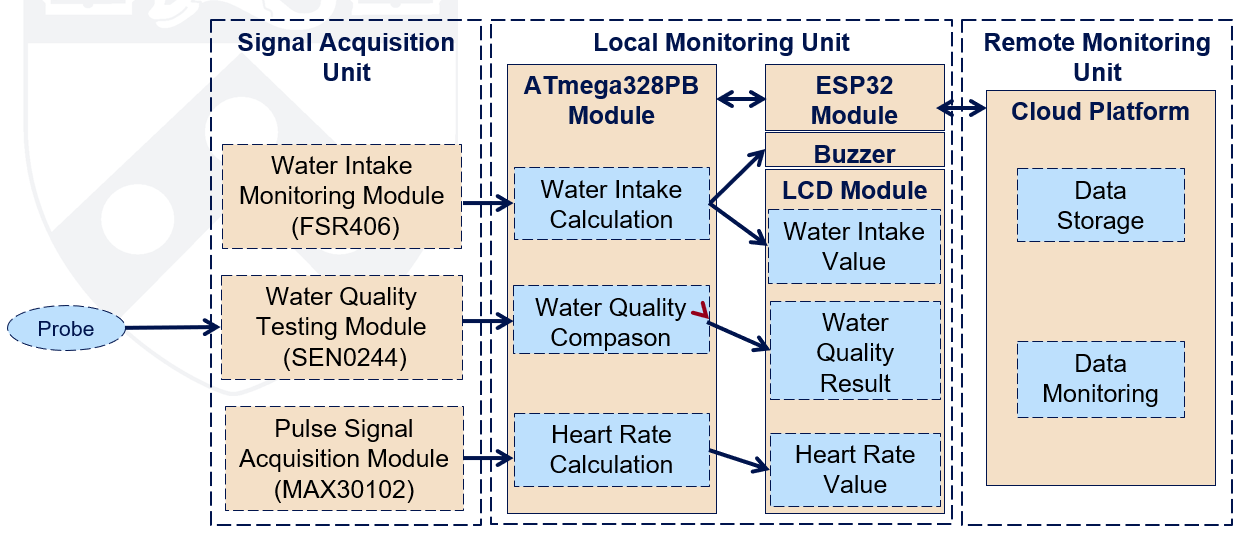 Signal Acquisition
Unit
Local Monitoring Unit
Remote Monitoring
Unit
ATmega328PB
Module
ESP32
Module
Cloud Platform
Buzzer
LCD Module
Water Intake
Monitoring Module
(FSR406)
Water Intake
Calculation
Water Intake
Value
Data
Storage
Probe
Water Quality
Testing Module
(SEN0244)
Water Quality
Compason
Water
Quality
Result
Data
Monitoring
Pulse Signal
Acquisition Module
(MAX30102)
Heart Rate
Calculation
Heart Rate
Value